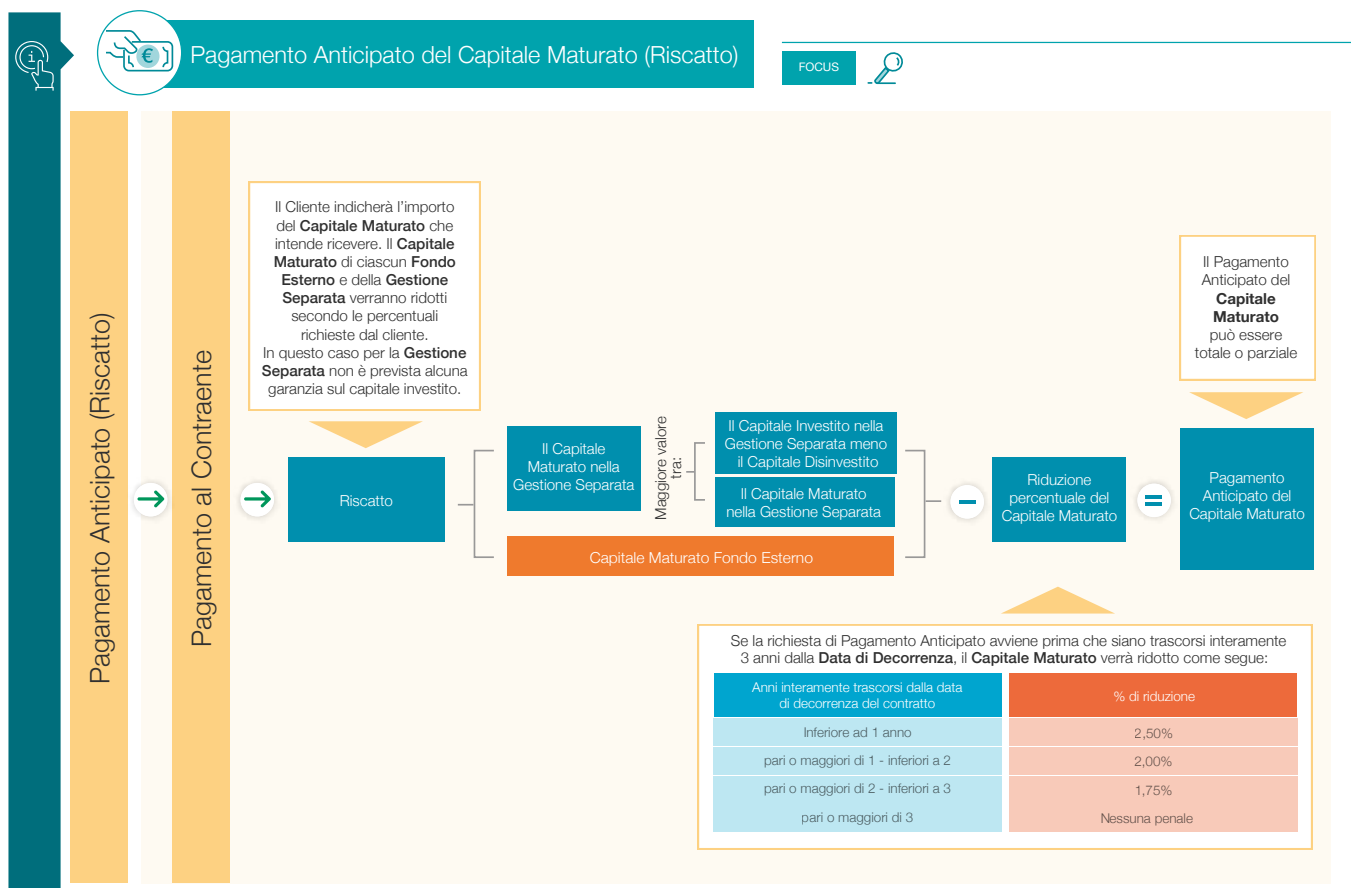 Pagamento Anticipato del Capitale Maturato (Riscatto)
FOCUS
Pagamento Anticipato (Riscatto)
Pagamento al Contraente
Il Cliente indicherà l'importo
del Capitale Maturato che
intende ricevere. Il Capitale
Maturato di ciascun Fondo
Esterno e della Gestione
Separata verranno ridotti
secondo le percentuali
richieste dal cliente.
In questo caso per la Gestione
Separata non è prevista alcuna
garanzia sul capitale investito.
Riscatto
Il Capitale
Maturato nella
Gestione Separata
Maggiore valore
tra:
Il Capitale Investito nella
Gestione Separata meno
il Capitale Disinvestito
Il Capitale Maturato
nella Gestione Separata
Capitale Maturato Fondo Esterno
Riduzione
percentuale del
Capitale Maturato
Il Pagamento
Anticipato del
Capitale
Maturato
può essere
totale o parziale
Pagamento
Anticipato del
Capitale Maturato
Se la richiesta di Pagamento Anticipato avviene prima che siano trascorsi interamente
3 anni dalla Data di Decorrenza, il Capitale Maturato verrà ridotto come segue:
Anni interamente trascorsi dalla data
di decorrenza del contratto
% di riduzione
Inferiore ad 1 anno
2,50%
pari o maggiori di 1 - inferiori a 2
2,00%
pari o maggiori di 2 - inferiori a 3
1,75%
pari o maggiori di 3
Nessuna penale